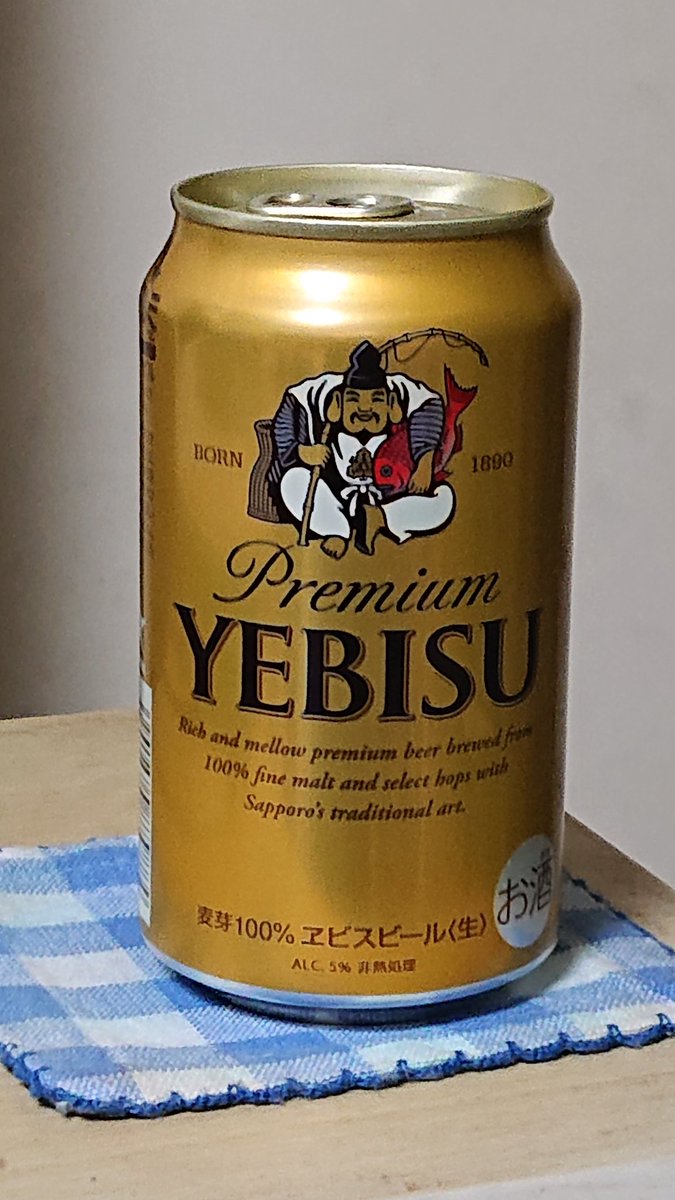 BORN 1890
Premium
YEBISU
Rich and mellow premium beer brewed from
100% fine malt and select hops with
Sapporo's traditional art.
お酒
麦芽100% ヱビスビール〈生〉
ALC. 5% 非熱処理